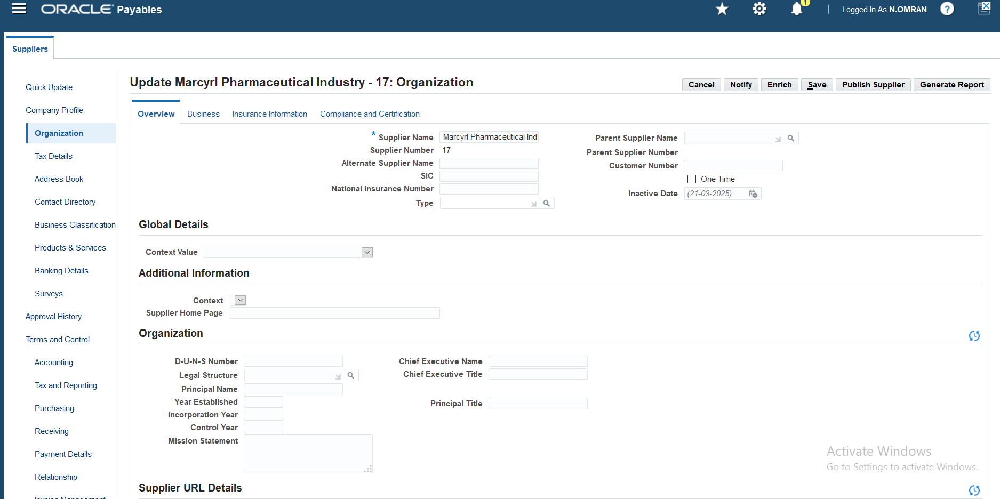 ORACLE Payables
1
Logged In As N.OMRAN
?
Suppliers
Quick Update
Company Profile
Organization
Tax Details
Address Book
Contact Directory
Business Classification
Products & Services
Banking Details
Surveys
Approval History
Terms and Control
Accounting
Tax and Reporting
Purchasing
Receiving
Payment Details
Relationship
Invoice Management
Update Marcyrl Pharmaceutical Industry - 17: Organization
Cancel Notify Enrich Save Publish Supplier Generate Report
Overview Business Insurance Information Compliance and Certification
* Supplier Name Marcyrl Pharmaceutical Ind
Supplier Number 17
Alternate Supplier Name
SIC
National Insurance Number
Type
Parent Supplier Name
Parent Supplier Number
Customer Number
One Time
Inactive Date (21-03-2025)
Global Details
Context Value
Additional Information
Context
Supplier Home Page
Organization
D-U-N-S Number
Legal Structure
Principal Name
Year Established
Incorporation Year
Control Year
Mission Statement
Chief Executive Name
Chief Executive Title
Principal Title
Supplier URL Details
Activate Windows
Go to Settings to activate Windows.